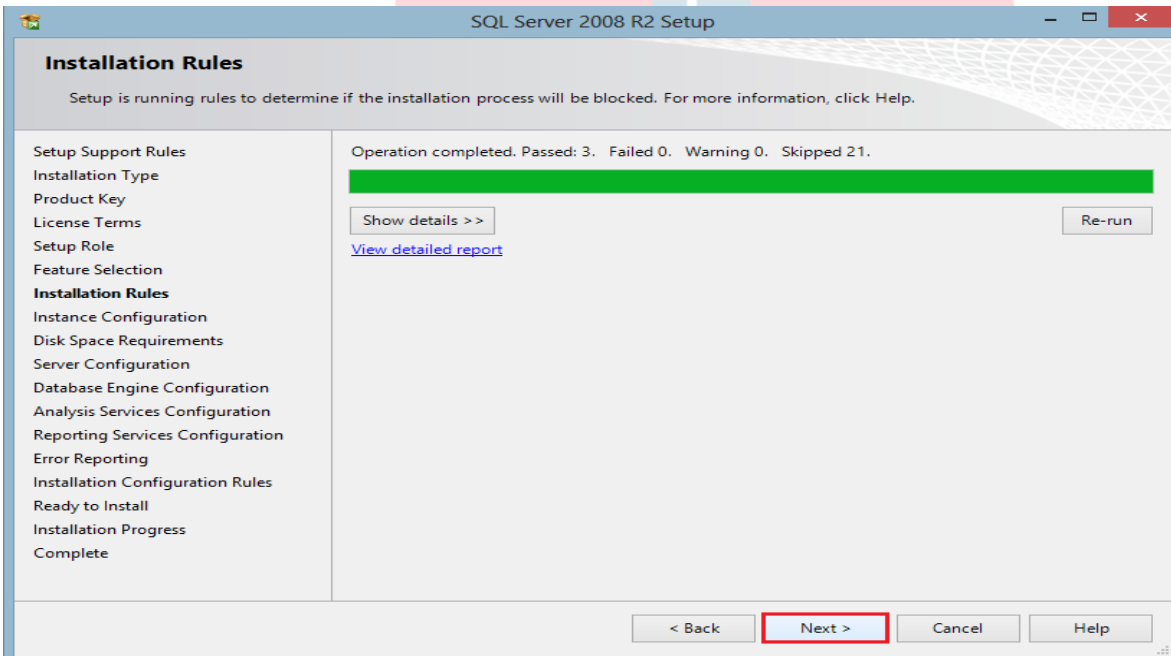 SQL Server 2008 R2 Setup
Installation Rules
Setup is running rules to determine if the installation process will be blocked. For more information, click Help.
Setup Support Rules
Installation Type
Product Key
License Terms
Setup Role
Feature Selection
Installation Rules
Instance Configuration
Disk Space Requirements
Server Configuration
Database Engine Configuration
Analysis Services Configuration
Reporting Services Configuration
Error Reporting
Installation Configuration Rules
Ready to Install
Installation Progress
Complete
Operation completed. Passed: 3.   Failed 0.   Warning 0.   Skipped 21.
Show details >>
Re-run
View detailed report
< Back
Next >
Cancel
Help